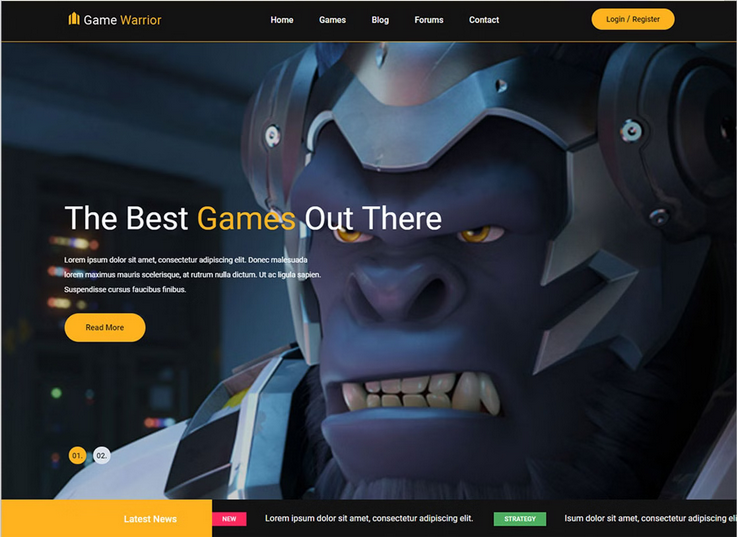 Game Warrior
Home Games Blog Forums Contact
Login / Register
The Best Games Out There
Lorem ipsum dolor sit amet, consectetur adipiscing elit. Donec malesuada
lorem maximus mauris scelerisque, at rutrum nulla dictum. Ut ac ligula sapien.
Suspendisse cursus faucibus finibus.
Read More
01. 02.
Latest News NEW Lorem ipsum dolor sit amet, consectetur adipiscing elit. STRATEGY Isum dolor sit amet, consectetur adipiscing eli